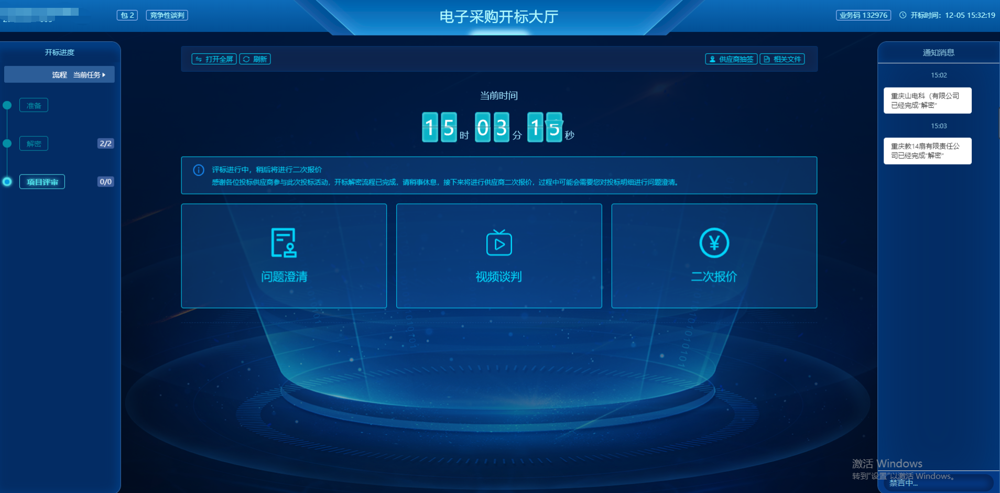 包 2
竞争性谈判
电子采购开标大厅
业务码 132976
开标时间：12-05 15:32:19
开标进度
流程 当前任务
准备
解密
2/2
项目评审
0/0
打开全屏
刷新
供应商抽签
相关文件
当前时间
15时03分15秒
评标进行中，稍后将进行二次报价
感谢各位投标供应商参与此次投标活动，开标解密流程已完成，请稍事休息，接下来将进行供应商二次报价，过程中可能会需要您对投标明细进行问题澄清。
问题澄清
视频谈判
二次报价
通知消息
15:02
重庆山电科（有限公司
已经完成“解密”
15:03
重庆教14扇有限责任公
司已经完成“解密”
激活 Windows
转到“设置”以激活 Windows。
禁言中...